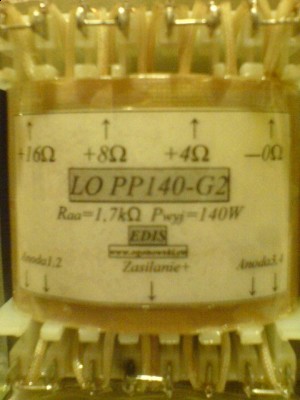 +16Ω +8Ω +4Ω —0Ω
LO PP140-G2
Raa=1,7kΩ Pwyj=140W
EDIS
Anoda1,2 Zasilanie+ Anoda3,4